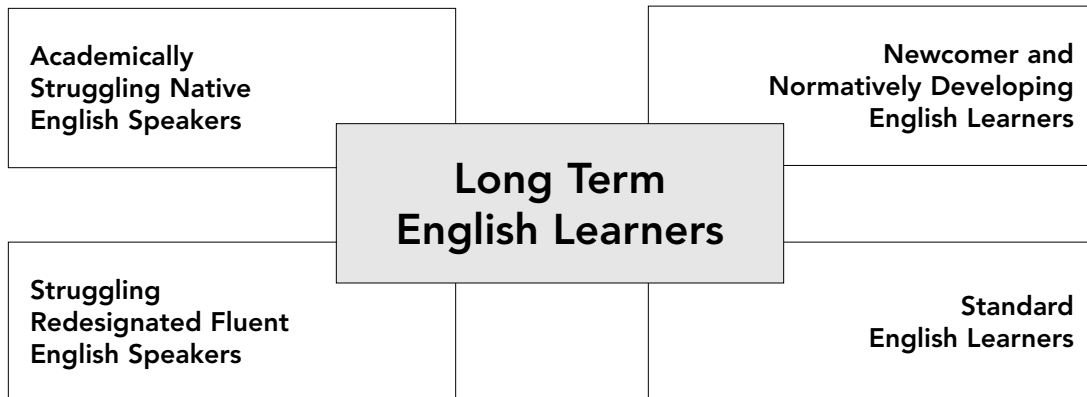 Academically
Struggling Native
English Speakers
Newcomer and
Normatively Developing
English Learners
Long Term
English Learners
Struggling
Redesignated Fluent
English Speakers
Standard
English Learners